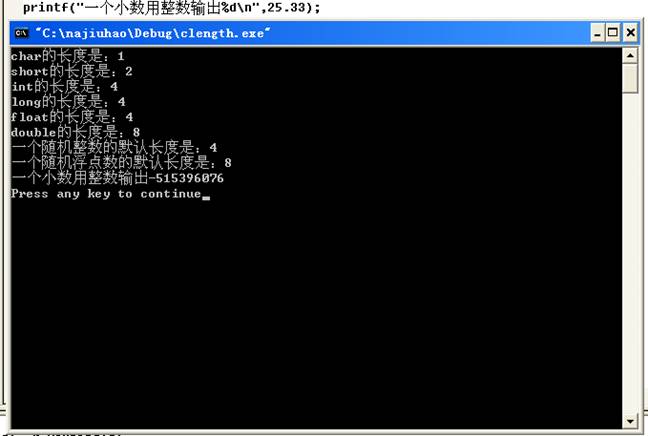 printf("一个小数用整数输出%d\n",25.33);
"C:\najiuhao\Debug\clength.exe"
char的长度是：1
short的长度是：2
int的长度是：4
long的长度是：4
float的长度是：4
double的长度是：8
一个随机整数的默认长度是：4
一个随机浮点数的默认长度是：8
一个小数用整数输出-515396076
Press any key to continue